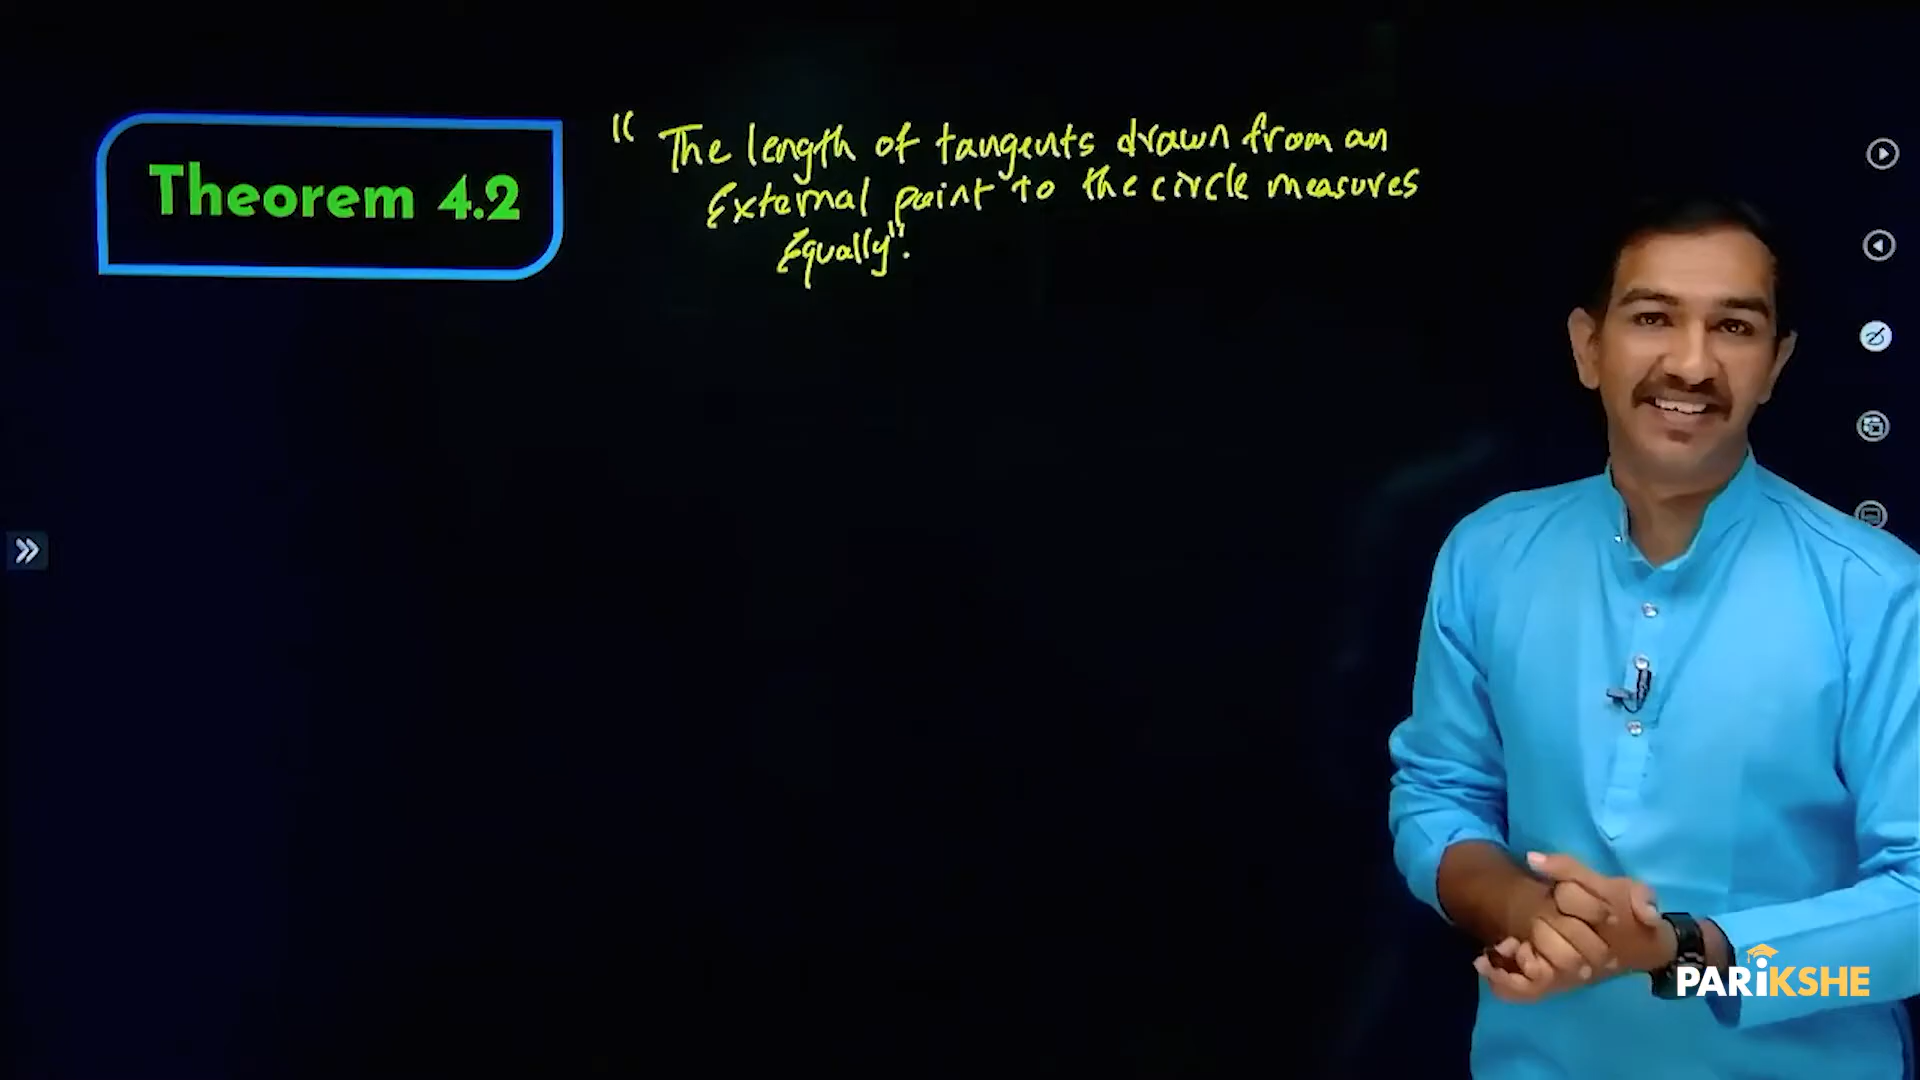 Theorem 4.2
" The length of tangents drawn from an
External point to the circle measures
Equally".
PARIKSHE